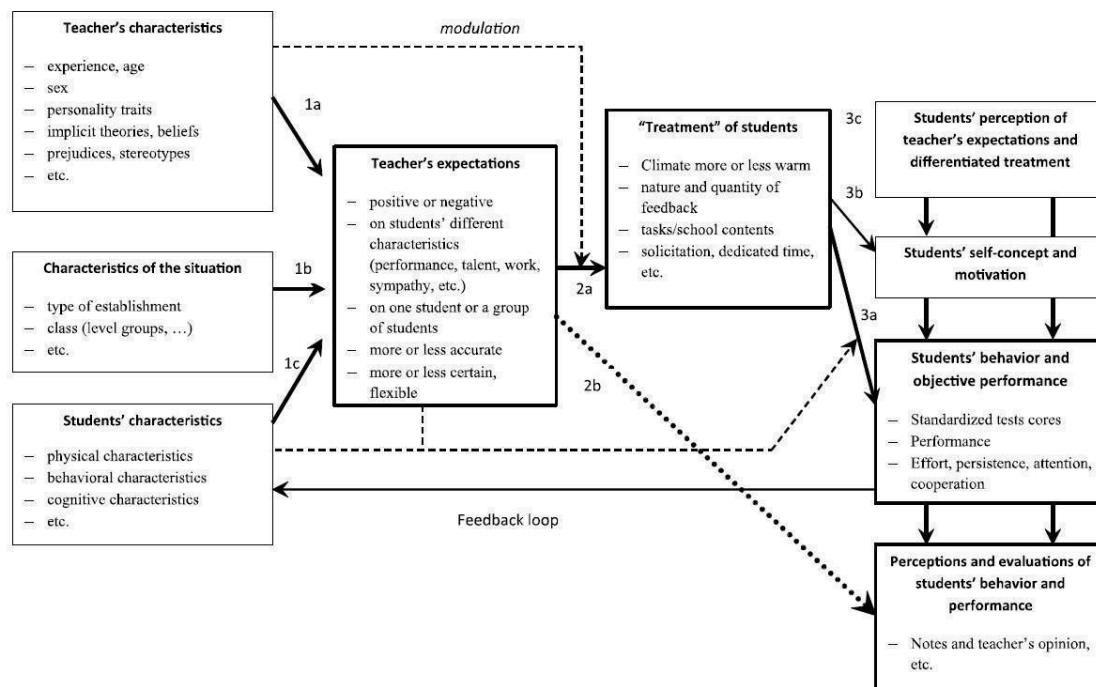 Teacher's characteristics
– experience, age
– sex
– personality traits
– implicit theories, beliefs
– prejudices, stereotypes
– etc.
modulation
1a
Characteristics of the situation
– type of establishment
– class (level groups, …)
– etc.
1b
Students' characteristics
– physical characteristics
– behavioral characteristics
– cognitive characteristics
– etc.
1c
Teacher's expectations
– positive or negative
– on students' different
characteristics
(performance, talent, work,
sympathy, etc.)
– on one student or a group
of students
– more or less accurate
– more or less certain,
flexible
2a
2b
"Treatment" of students
– Climate more or less warm
– nature and quantity of
feedback
– tasks/school contents
– solicitation, dedicated time,
etc.
3c
3b
3a
Students' perception of
teacher's expectations and
differentiated treatment
Students' self-concept and
motivation
Students' behavior and
objective performance
– Standardized tests cores
– Performance
– Effort, persistence, attention,
cooperation
Feedback loop
Perceptions and evaluations of
students' behavior and
performance
– Notes and teacher's opinion,
etc.